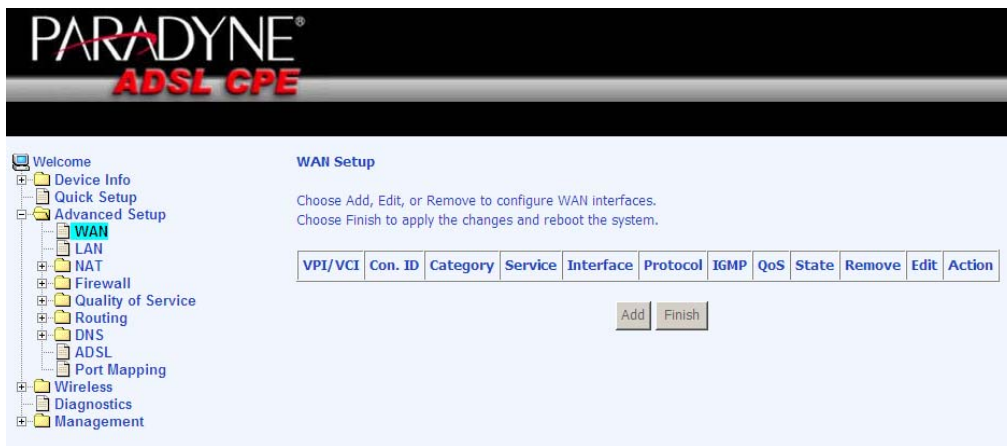 PARADYNE®
ADSL CPE
Welcome
Device Info
Quick Setup
Advanced Setup
WAN
LAN
NAT
Firewall
Quality of Service
Routing
DNS
ADSL
Port Mapping
Wireless
Diagnostics
Management
WAN Setup
Choose Add, Edit, or Remove to configure WAN interfaces.
Choose Finish to apply the changes and reboot the system.
VPI/VCI Con. ID Category Service Interface Protocol IGMP QoS State Remove Edit Action
Add Finish